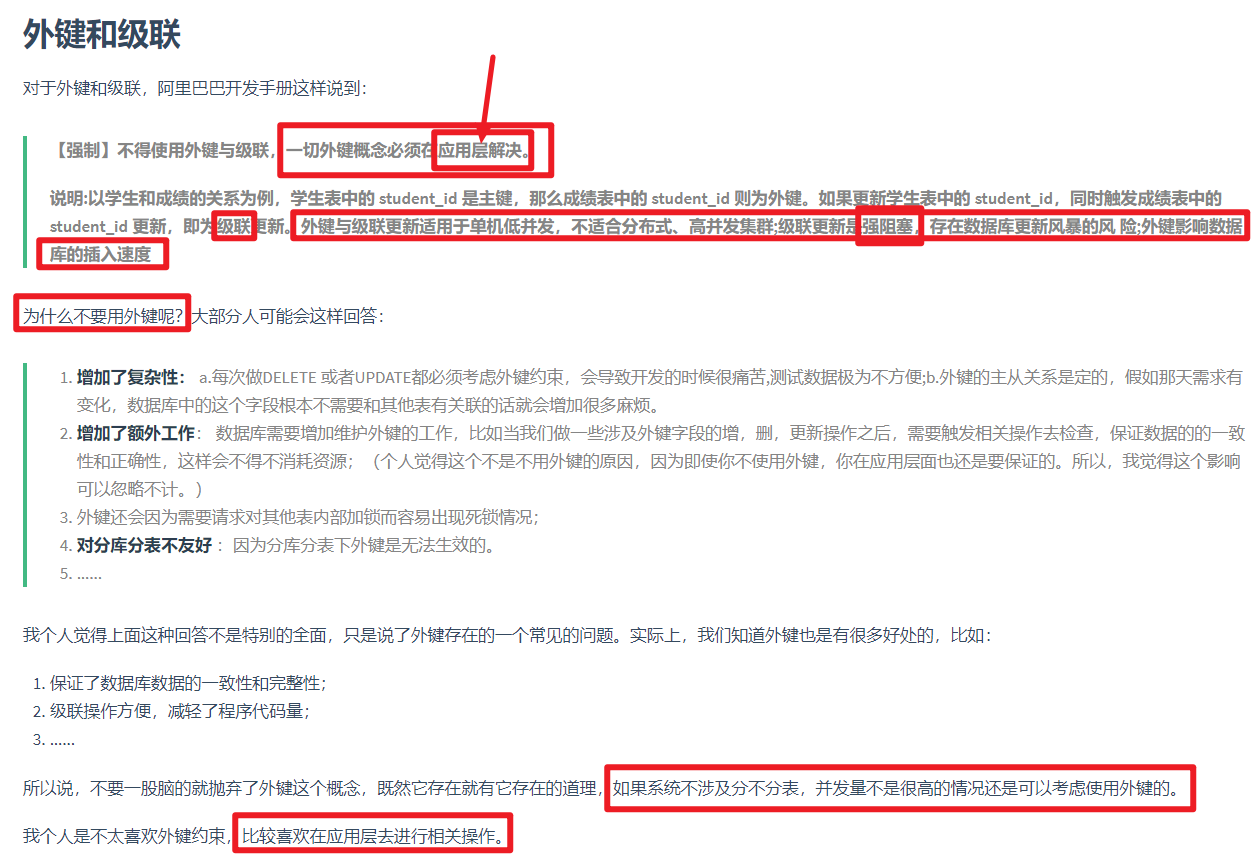 外键和级联
对于外键和级联，阿里巴巴开发手册这样说到：
【强制】不得使用外键与级联，一切外键概念必须在应用层解决。
说明:以学生和成绩的关系为例，学生表中的 student_id 是主键，那么成绩表中的 student_id 则为外键。如果更新学生表中的 student_id，同时触发成绩表中的
student_id 更新，即为级联更新。外键与级联更新适用于单机低并发，不适合分布式、高并发集群;级联更新是强阻塞，存在数据库更新风暴的风 险;外键影响数据
库的插入速度
为什么不要用外键呢？大部分人可能会这样回答：
1. 增加了复杂性： a.每次做DELETE 或者UPDATE都必须考虑外键约束，会导致开发的时候很痛苦,测试数据极为不方便;b.外键的主从关系是定的，假如那天需求有
变化，数据库中的这个字段根本不需要和其他表有关联的话就会增加很多麻烦。
2. 增加了额外工作： 数据库需要增加维护外键的工作，比如当我们做一些涉及外键字段的增，删，更新操作之后，需要触发相关操作去检查，保证数据的的一致
性和正确性，这样会不得不消耗资源；（个人觉得这个不是不用外键的原因，因为即使你不使用外键，你在应用层面也还是要保证的。所以，我觉得这个影响
可以忽略不计。）
3. 外键还会因为需要请求对其他表内部加锁而容易出现死锁情况；
4. 对分库分表不友好 ：因为分库分表下外键是无法生效的。
5. ......
我个人觉得上面这种回答不是特别的全面，只是说了外键存在的一个常见的问题。实际上，我们知道外键也是有很多好处的，比如：
1. 保证了数据库数据的一致性和完整性；
2. 级联操作方便，减轻了程序代码量；
3. ......
所以说，不要一股脑的就抛弃了外键这个概念，既然它存在就有它存在的道理，如果系统不涉及分不分表，并发量不是很高的情况还是可以考虑使用外键的。
我个人是不太喜欢外键约束，比较喜欢在应用层去进行相关操作。